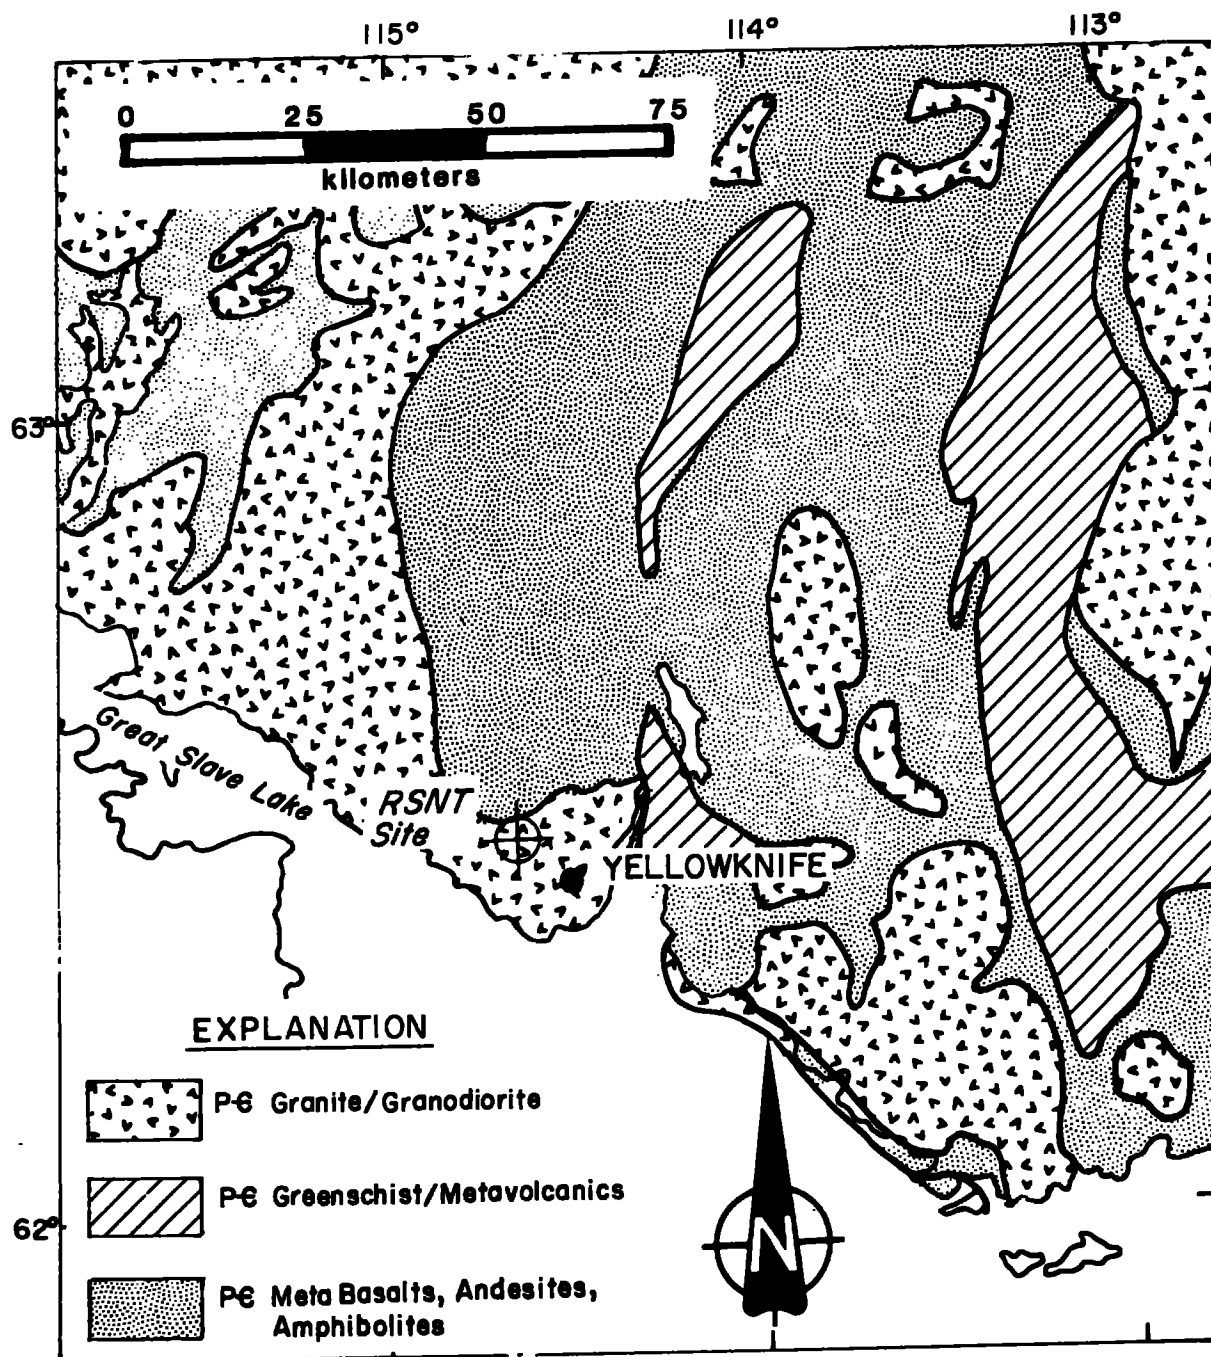 115° 114° 113°
0 25 50 75
kilometers
63°
Great Slave Lake
RSNT
Site
YELLOWKNIFE
EXPLANATION
P-Є Granite/Granodiorite
P-Є Greenschist/Metavolcanics
62°
N
P-Є Meta Basalts, Andesites,
Amphibolites